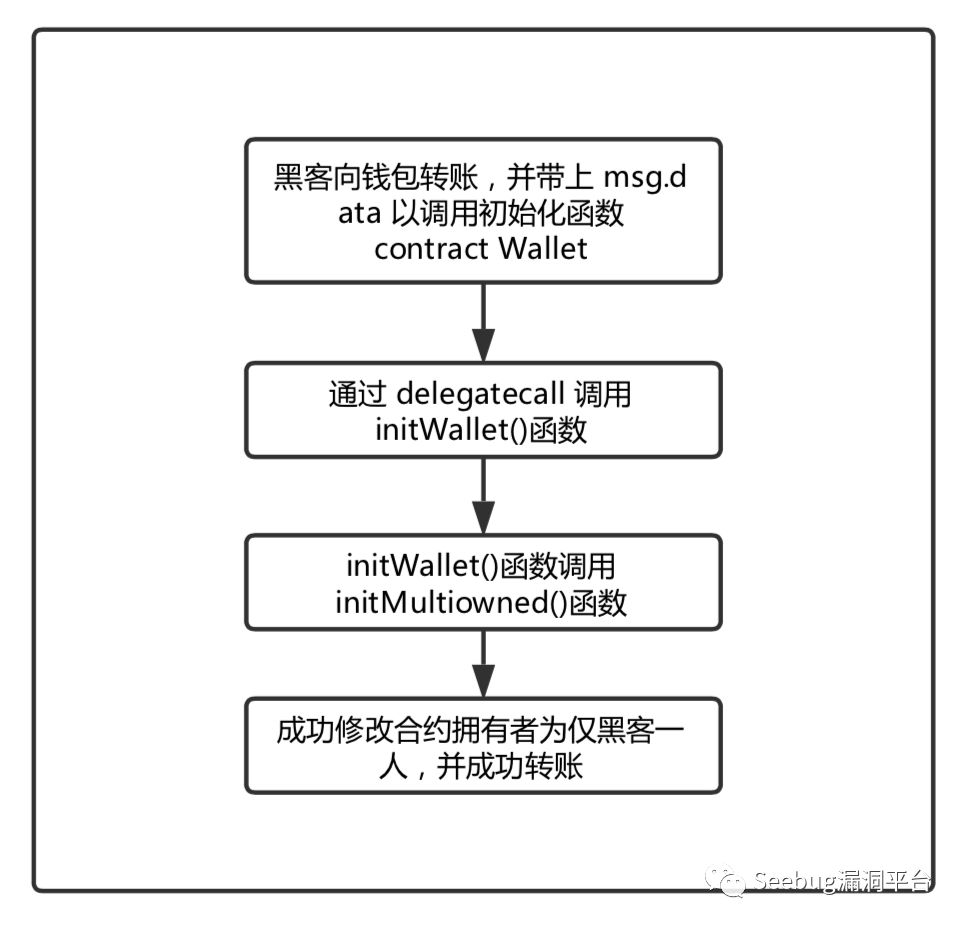 黑客向钱包转账，并带上 msg.d
ata 以调用初始化函数
contract Wallet
通过 delegatecall 调用
initWallet()函数
initWallet()函数调用
initMultiowned()函数
成功修改合约拥有者为仅黑客一
人，并成功转账
Seebug漏洞平台